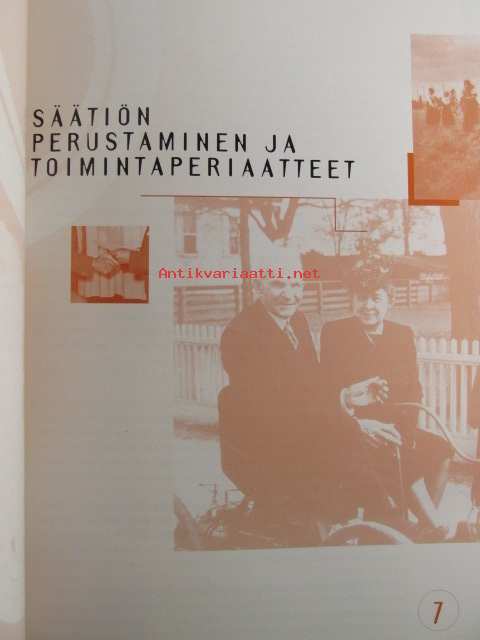 SÄÄTIÖN
PERUSTAMINEN JA
TOIMINTAPERIAATTEET
Antikvariaatti.net
7